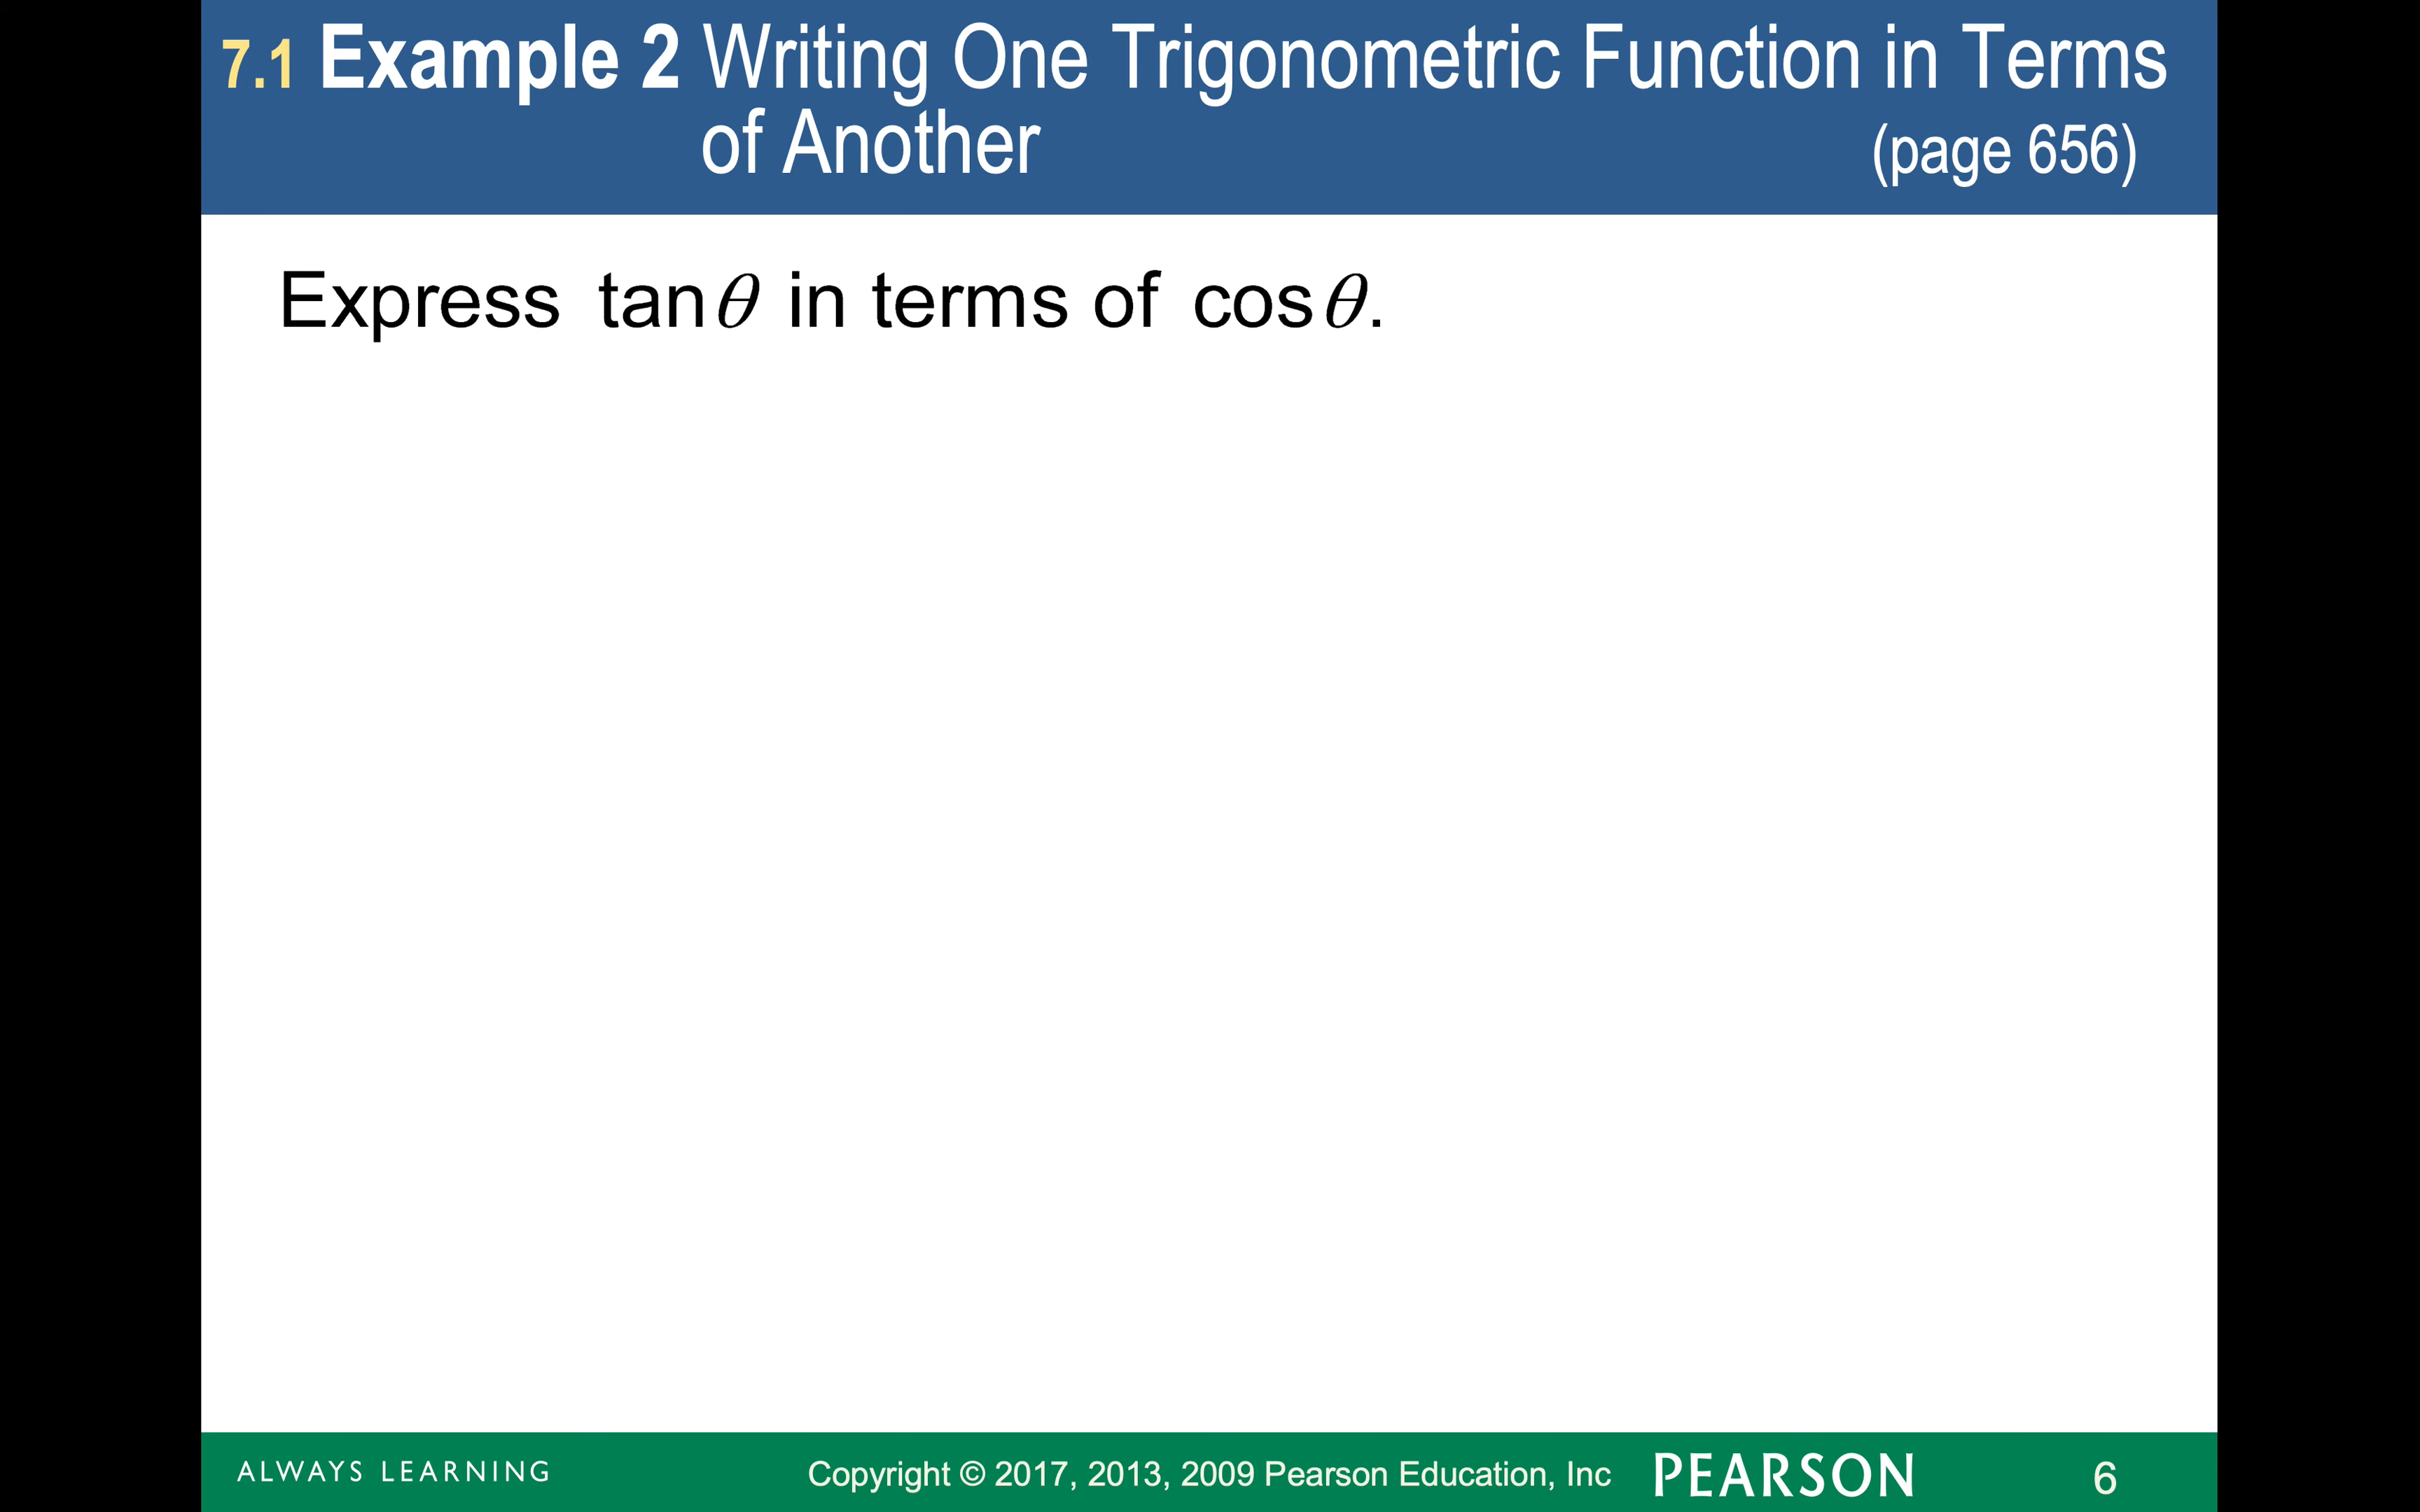 7.1 Example 2 Writing One Trigonometric Function in Terms
of Another (page 656)
Express tan θ in terms of cos θ.
ALWAYS LEARNING Copyright © 2017, 2013, 2009 Pearson Education, Inc PEARSON 6